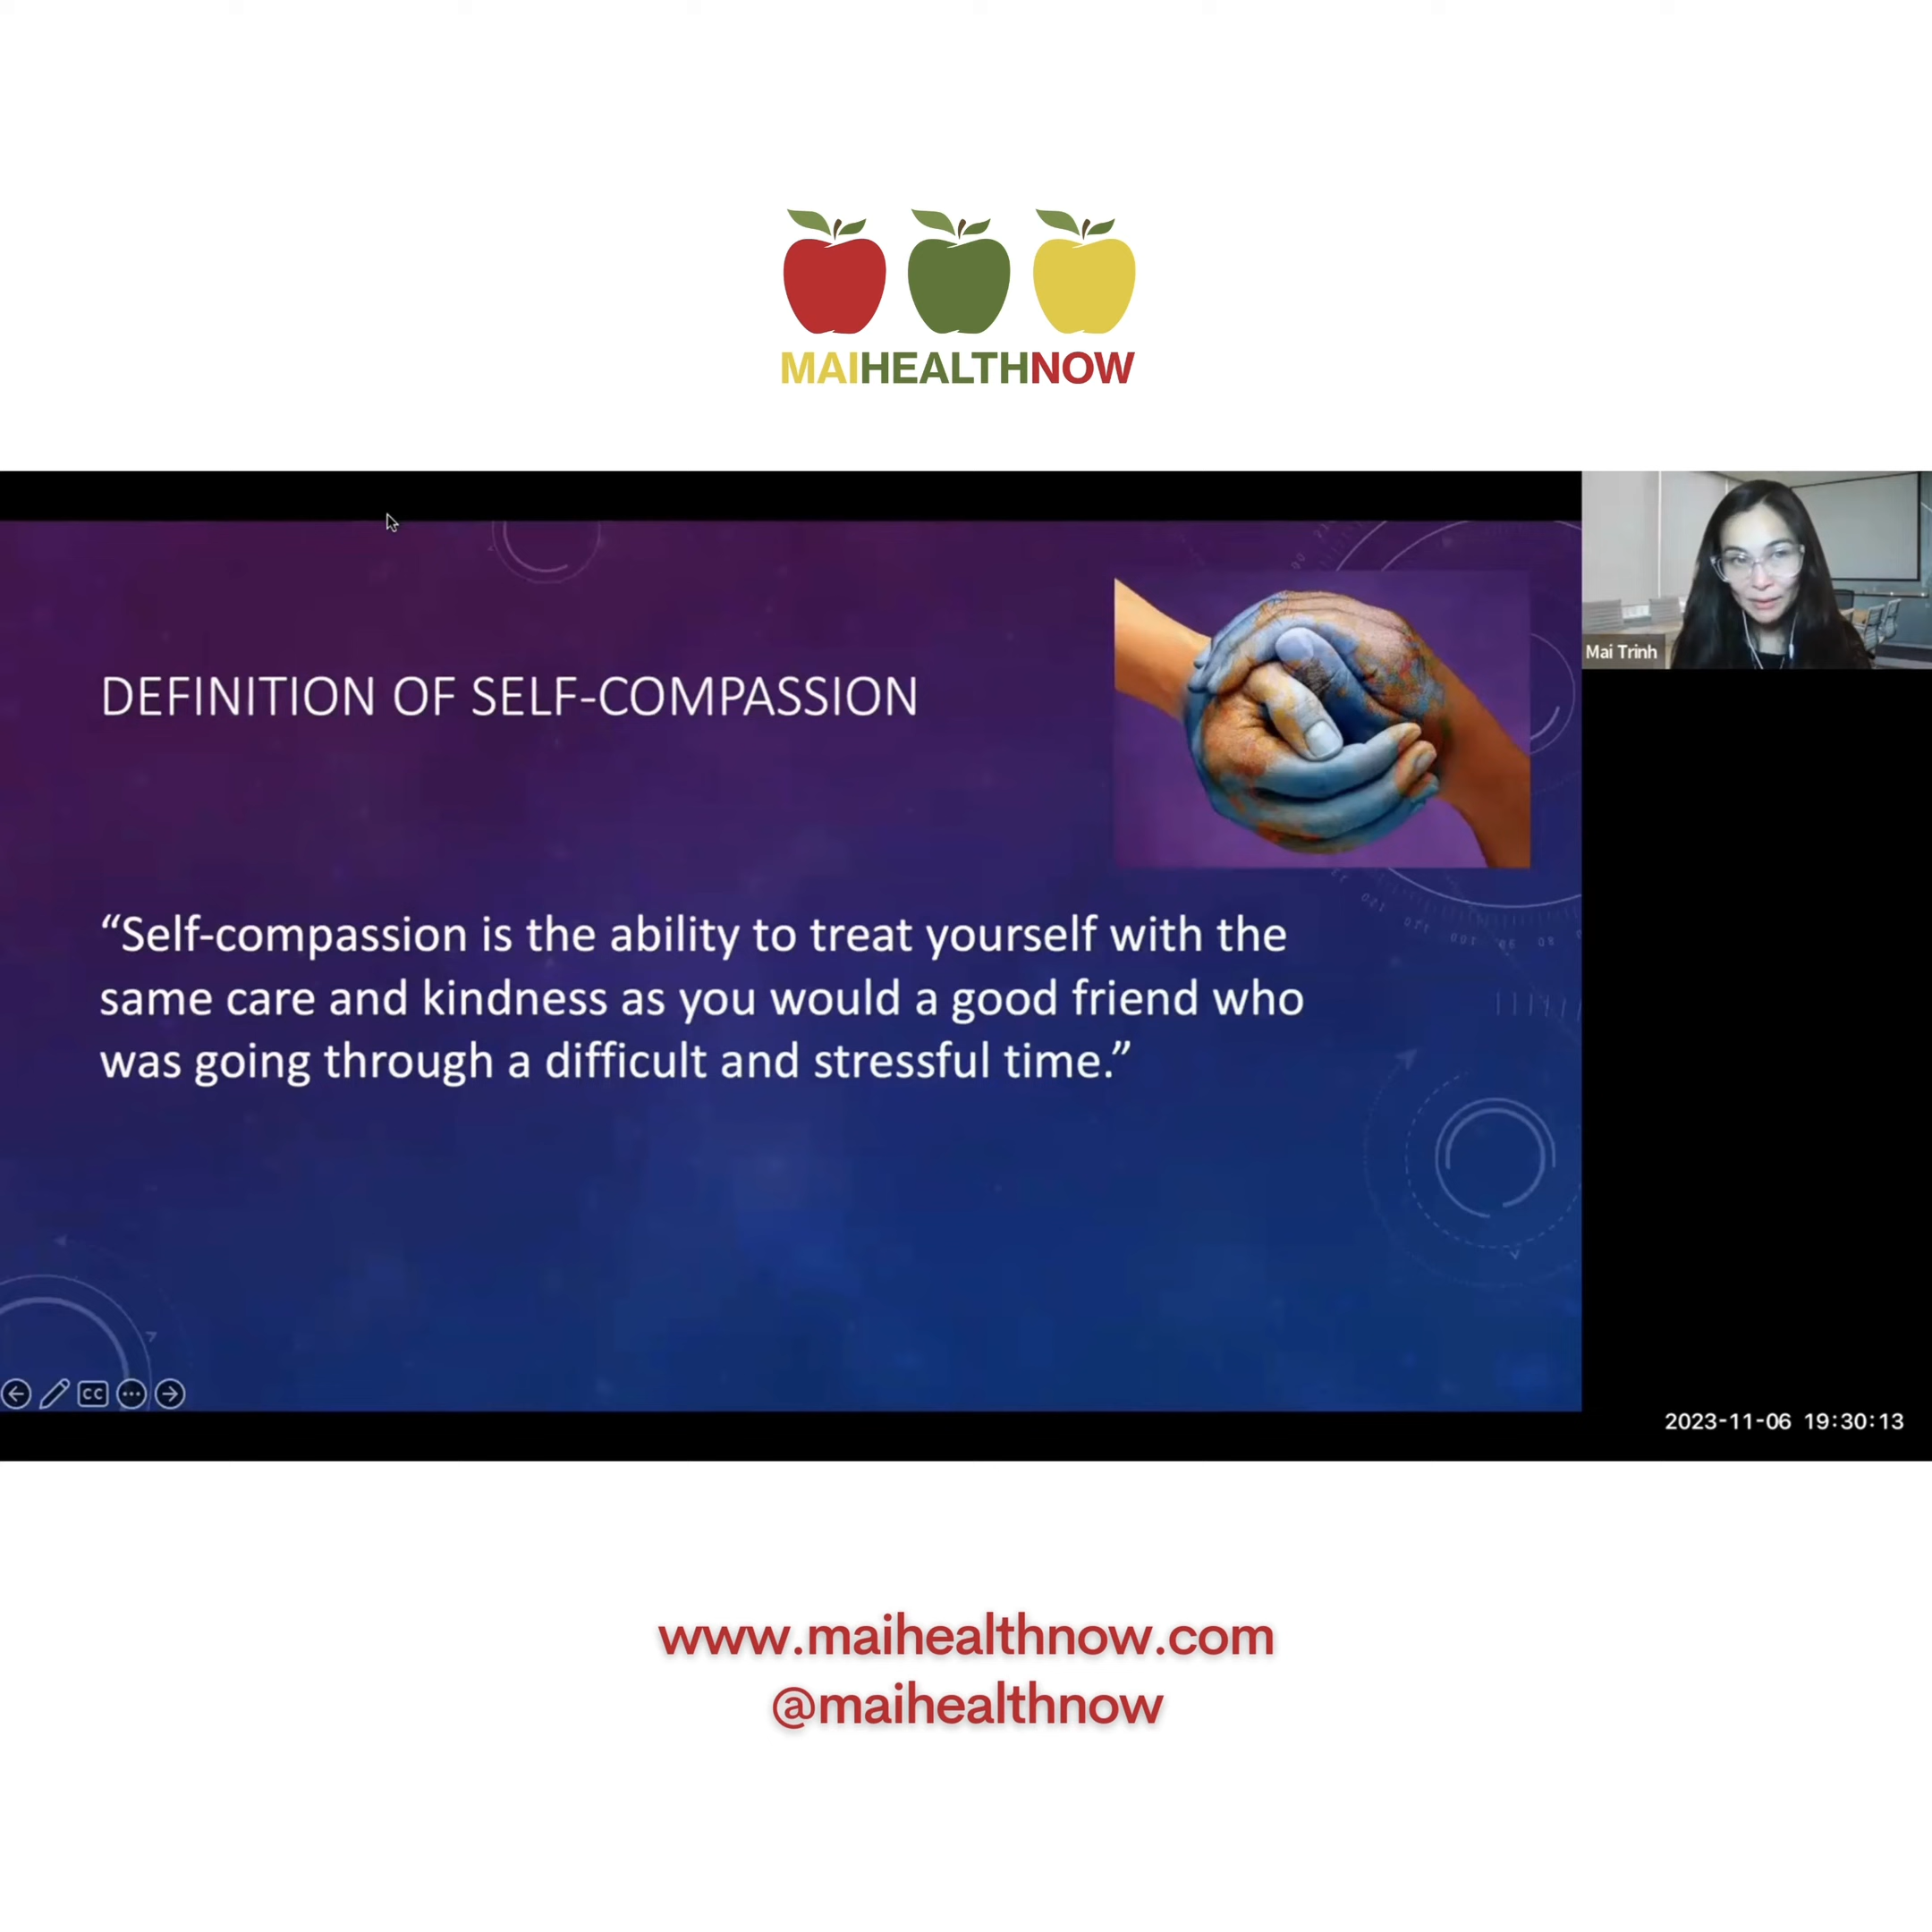 MAIHEALTHNOW
Mai Trinh
DEFINITION OF SELF-COMPASSION
“Self-compassion is the ability to treat yourself with the
same care and kindness as you would a good friend who
was going through a difficult and stressful time.”
CC
2023-11-06 19:30:13
www.maihealthnow.com
@maihealthnow